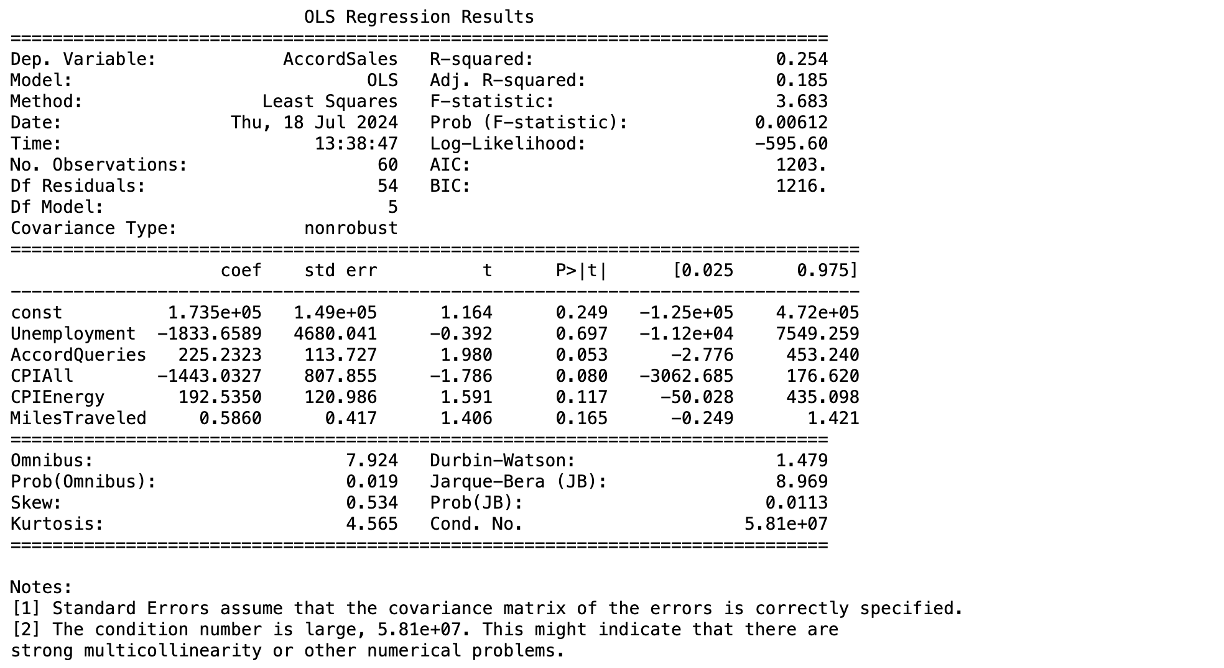 OLS Regression Results
==============================================================================
Dep. Variable:            AccordSales   R-squared:                       0.254
Model:                            OLS   Adj. R-squared:                  0.185
Method:                 Least Squares   F-statistic:                     3.683
Date:                Thu, 18 Jul 2024   Prob (F-statistic):            0.00612
Time:                        13:38:47   Log-Likelihood:                -595.60
No. Observations:                  60   AIC:                             1203.
Df Residuals:                      54   BIC:                             1216.
Df Model:                           5
Covariance Type:            nonrobust
=================================================================================
                    coef    std err          t      P>|t|      [0.025      0.975]
---------------------------------------------------------------------------------
const          1.735e+05   1.49e+05      1.164      0.249   -1.25e+05    4.72e+05
Unemployment  -1833.6589   4680.041     -0.392      0.697   -1.12e+04    7549.259
AccordQueries   225.2323    113.727      1.980      0.053      -2.776     453.240
CPIAll        -1443.0327    807.855     -1.786      0.080   -3062.685     176.620
CPIEnergy       192.5350    120.986      1.591      0.117     -50.028     435.098
MilesTraveled     0.5860      0.417      1.406      0.165      -0.249       1.421
==============================================================================
Omnibus:                        7.924   Durbin-Watson:                   1.479
Prob(Omnibus):                  0.019   Jarque-Bera (JB):                8.969
Skew:                           0.534   Prob(JB):                       0.0113
Kurtosis:                       4.565   Cond. No.                     5.81e+07
==============================================================================

Notes:
[1] Standard Errors assume that the covariance matrix of the errors is correctly specified.
[2] The condition number is large, 5.81e+07. This might indicate that there are
strong multicollinearity or other numerical problems.